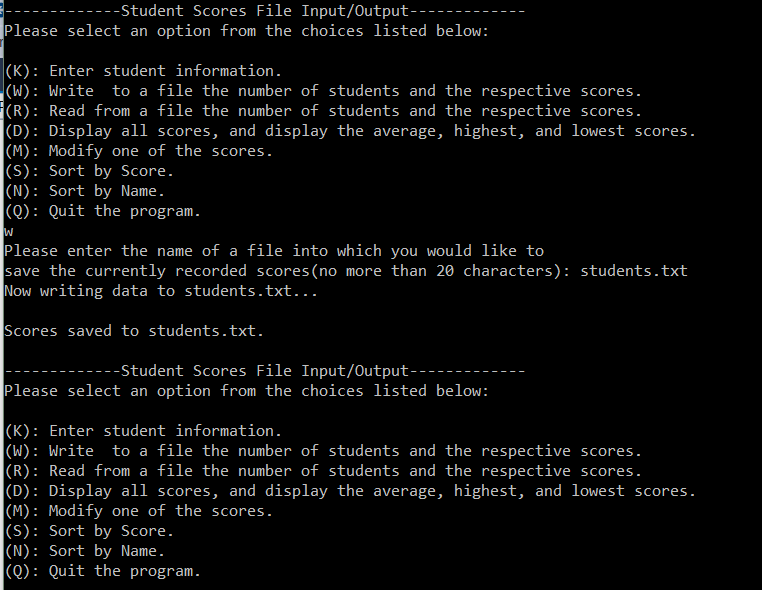 -------------Student Scores File Input/Output-------------
Please select an option from the choices listed below:
(K): Enter student information.
(W): Write  to a file the number of students and the respective scores.
(R): Read from a file the number of students and the respective scores.
(D): Display all scores, and display the average, highest, and lowest scores.
(M): Modify one of the scores.
(S): Sort by Score.
(N): Sort by Name.
(Q): Quit the program.
w
Please enter the name of a file into which you would like to
save the currently recorded scores(no more than 20 characters): students.txt
Now writing data to students.txt...
Scores saved to students.txt.
-------------Student Scores File Input/Output-------------
Please select an option from the choices listed below:
(K): Enter student information.
(W): Write  to a file the number of students and the respective scores.
(R): Read from a file the number of students and the respective scores.
(D): Display all scores, and display the average, highest, and lowest scores.
(M): Modify one of the scores.
(S): Sort by Score.
(N): Sort by Name.
(Q): Quit the program.